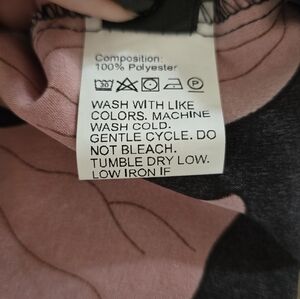 Composition:
100% Polyester
WASH WITH LIKE
COLORS. MACHINE
WASH COLD.
GENTLE CYCLE. DO
NOT BLEACH.
TUMBLE DRY LOW.
LOW IRON IF